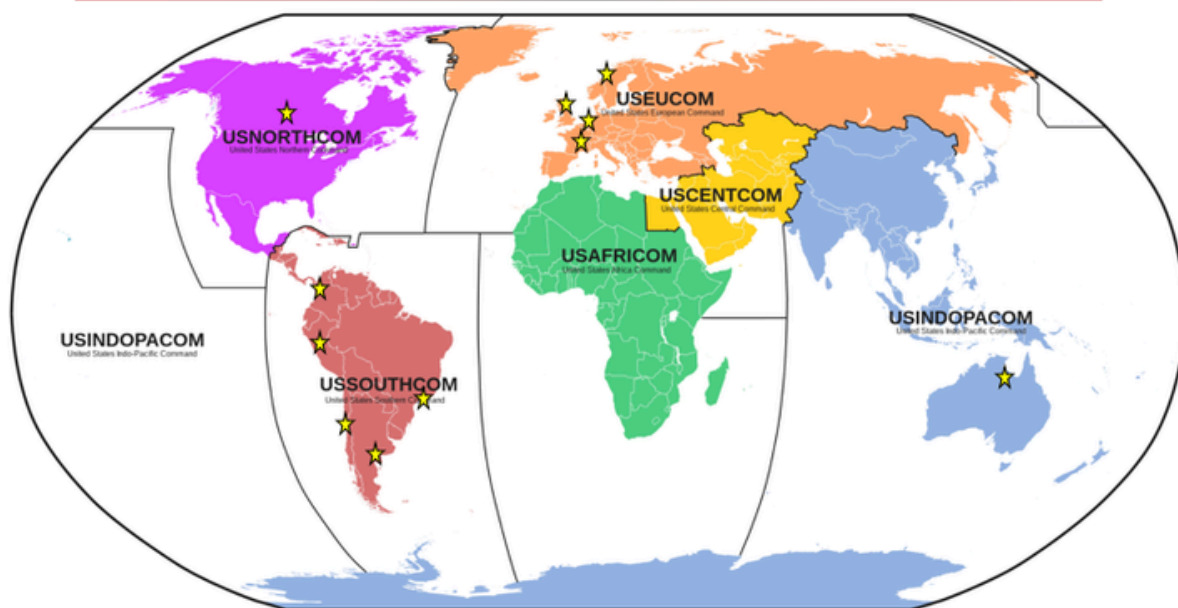 USEUCOM
United States European Command
USNORTHCOM
United States Northern Command
USCENTCOM
United States Central Command
USAFRICOM
United States Africa Command
USINDOPACOM
United States Indo-Pacific Command
USINDOPACOM
United States Indo-Pacific Command
USSOUTHCOM
United States Southern Command